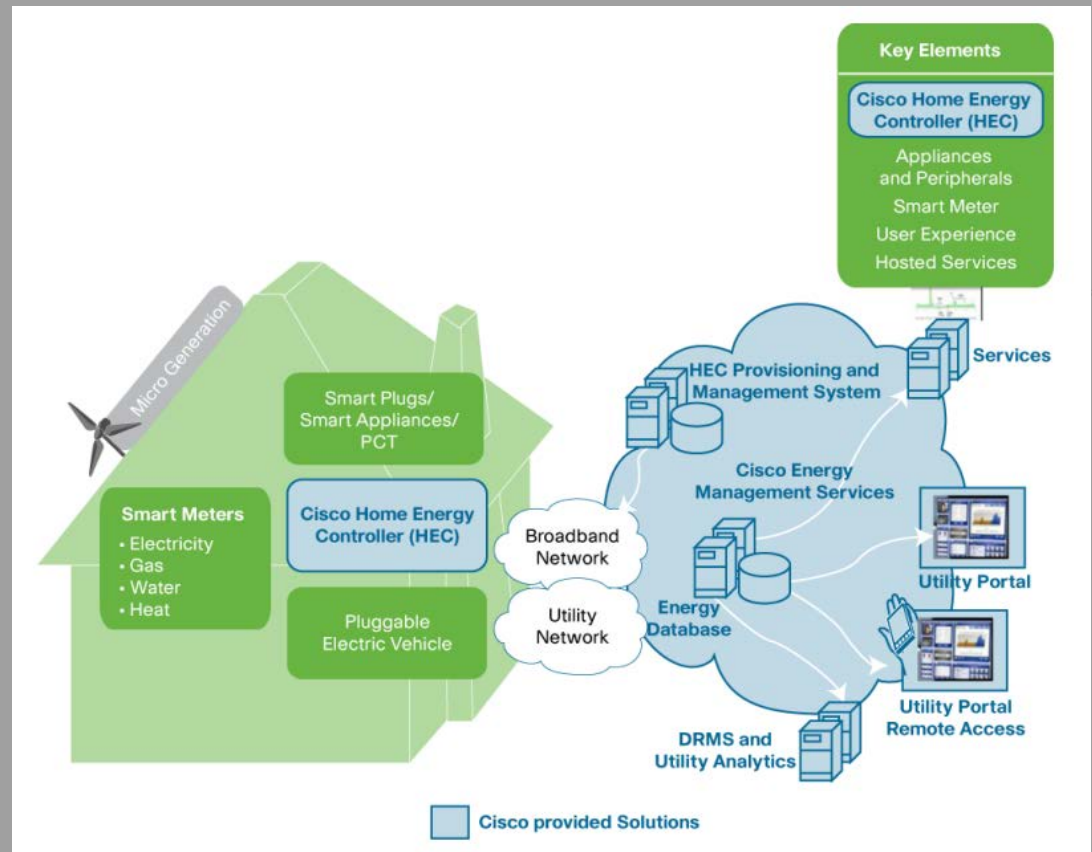 Key Elements
Cisco Home Energy
Controller (HEC)
Appliances
and Peripherals
Smart Meter
User Experience
Hosted Services
Micro Generation
Smart Plugs/
Smart Appliances/
PCT
Smart Meters
• Electricity
• Gas
• Water
• Heat
Cisco Home Energy
Controller (HEC)
Pluggable
Electric Vehicle
Broadband
Network
Utility
Network
HEC Provisioning and
Management System
Services
Cisco Energy
Management Services
Energy
Database
Utility Portal
Utility Portal
Remote Access
DRMS and
Utility Analytics
Cisco provided Solutions